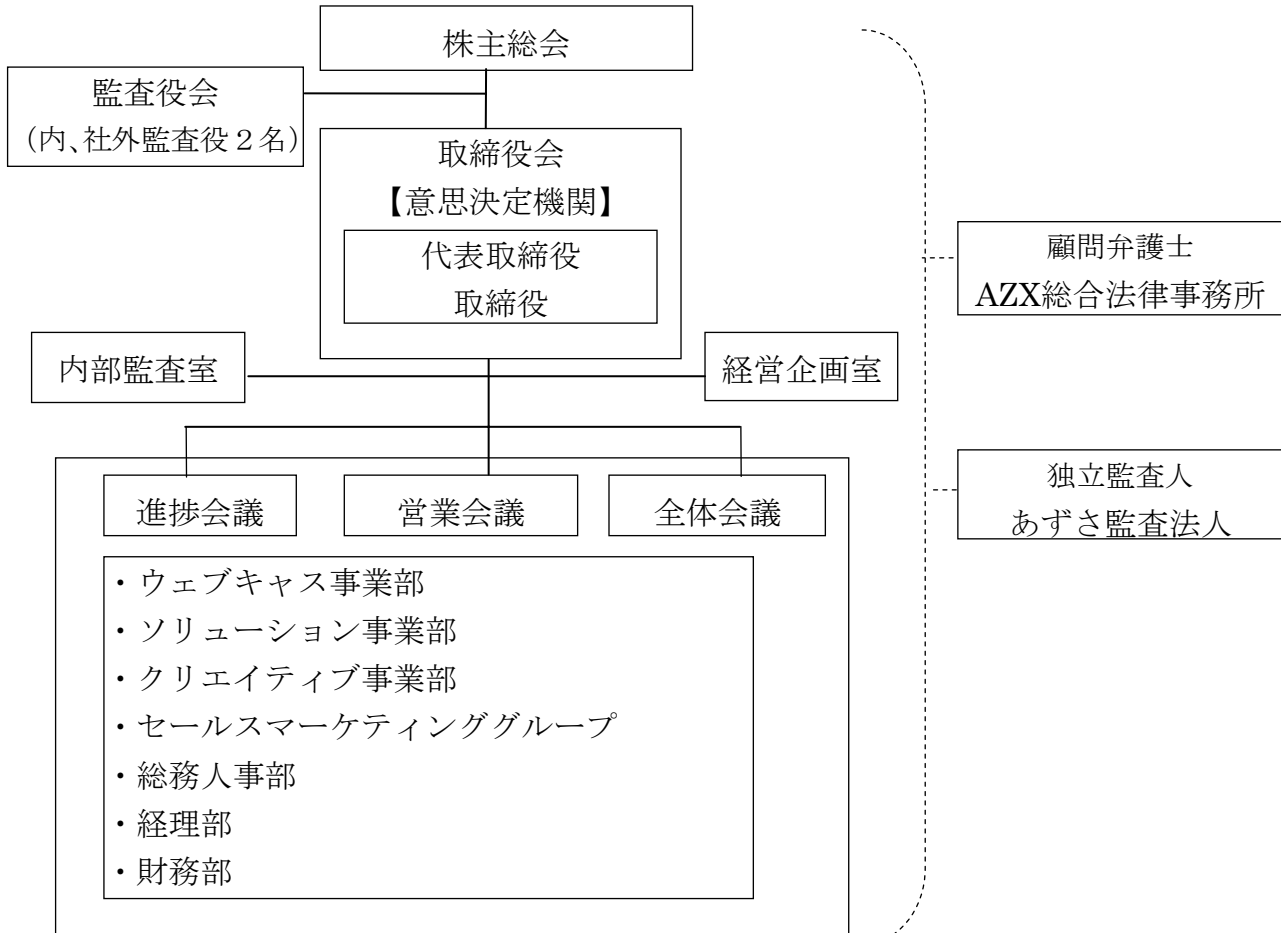 株主総会
監査役会
（内、社外監査役２名）
取締役会
【意思決定機関】
代表取締役
取締役
顧問弁護士
AZX総合法律事務所
内部監査室
経営企画室
進捗会議
営業会議
全体会議
独立監査人
あずさ監査法人
・ウェブキャス事業部
・ソリューション事業部
・クリエイティブ事業部
・セールスマーケティンググループ
・総務人事部
・経理部
・財務部